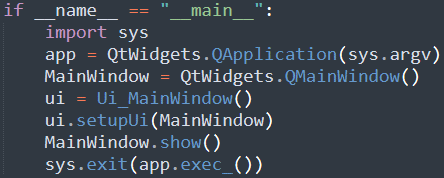 if __name__ == "__main__":
    import sys
    app = QtWidgets.QApplication(sys.argv)
    MainWindow = QtWidgets.QMainWindow()
    ui = Ui_MainWindow()
    ui.setupUi(MainWindow)
    MainWindow.show()
    sys.exit(app.exec_())